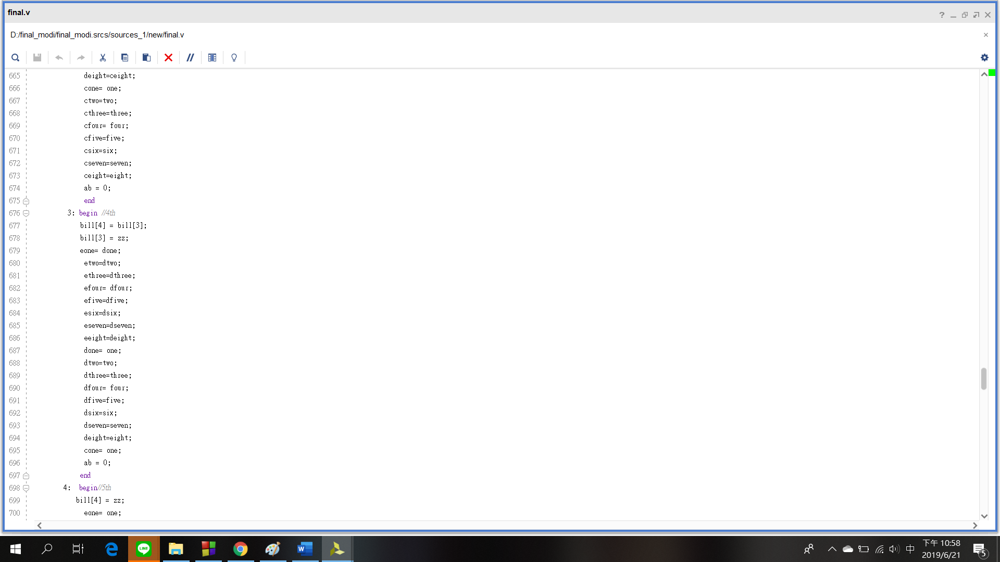 final.v
D:/final_modi/final_modi.srcs/sources_1/new/final.v
665 deight=ceight;
666 cone= one;
667 ctwo=two;
668 cthree=three;
669 cfour= four;
670 cfive=five;
671 csix=six;
672 cseven=seven;
673 ceight=eight;
674 ab = 0;
675 end
676 3: begin //4th
677 bill[4] = bill[3];
678 bill[3] = zz;
679 eone= done;
680 etwo=dtwo;
681 ethree=dthree;
682 efour= dfour;
683 efive=dfive;
684 esix=dsix;
685 eseven=dseven;
686 eeight=deight;
687 done= one;
688 dtwo=two;
689 dthree=three;
690 dfour= four;
691 dfive=five;
692 dsix=six;
693 dseven=seven;
694 deight=eight;
695 cone= one;
696 ab = 0;
697 end
698 4: begin//5th
699 bill[4] = zz;
700 eone= one;
LINE
W
中
下午 10:58
2019/6/21
5